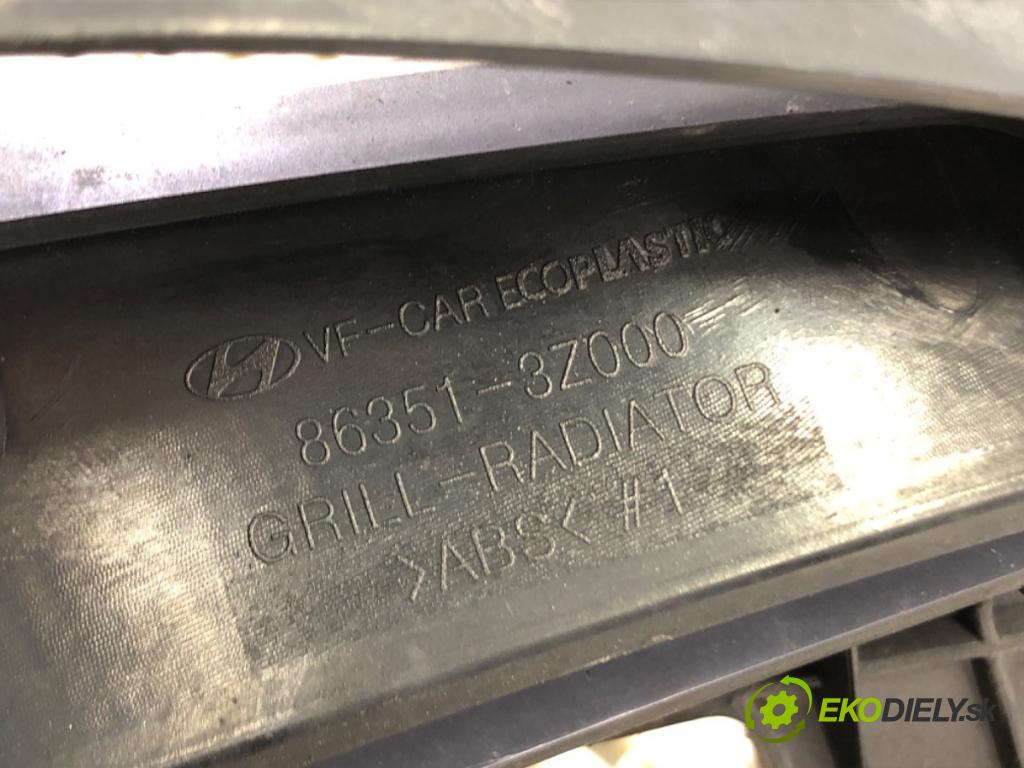 VF-CAR ECOPLASTIC
86351-3Z000
GRILL-RADIATOR
>ABS< #1
EKODIELY.sk